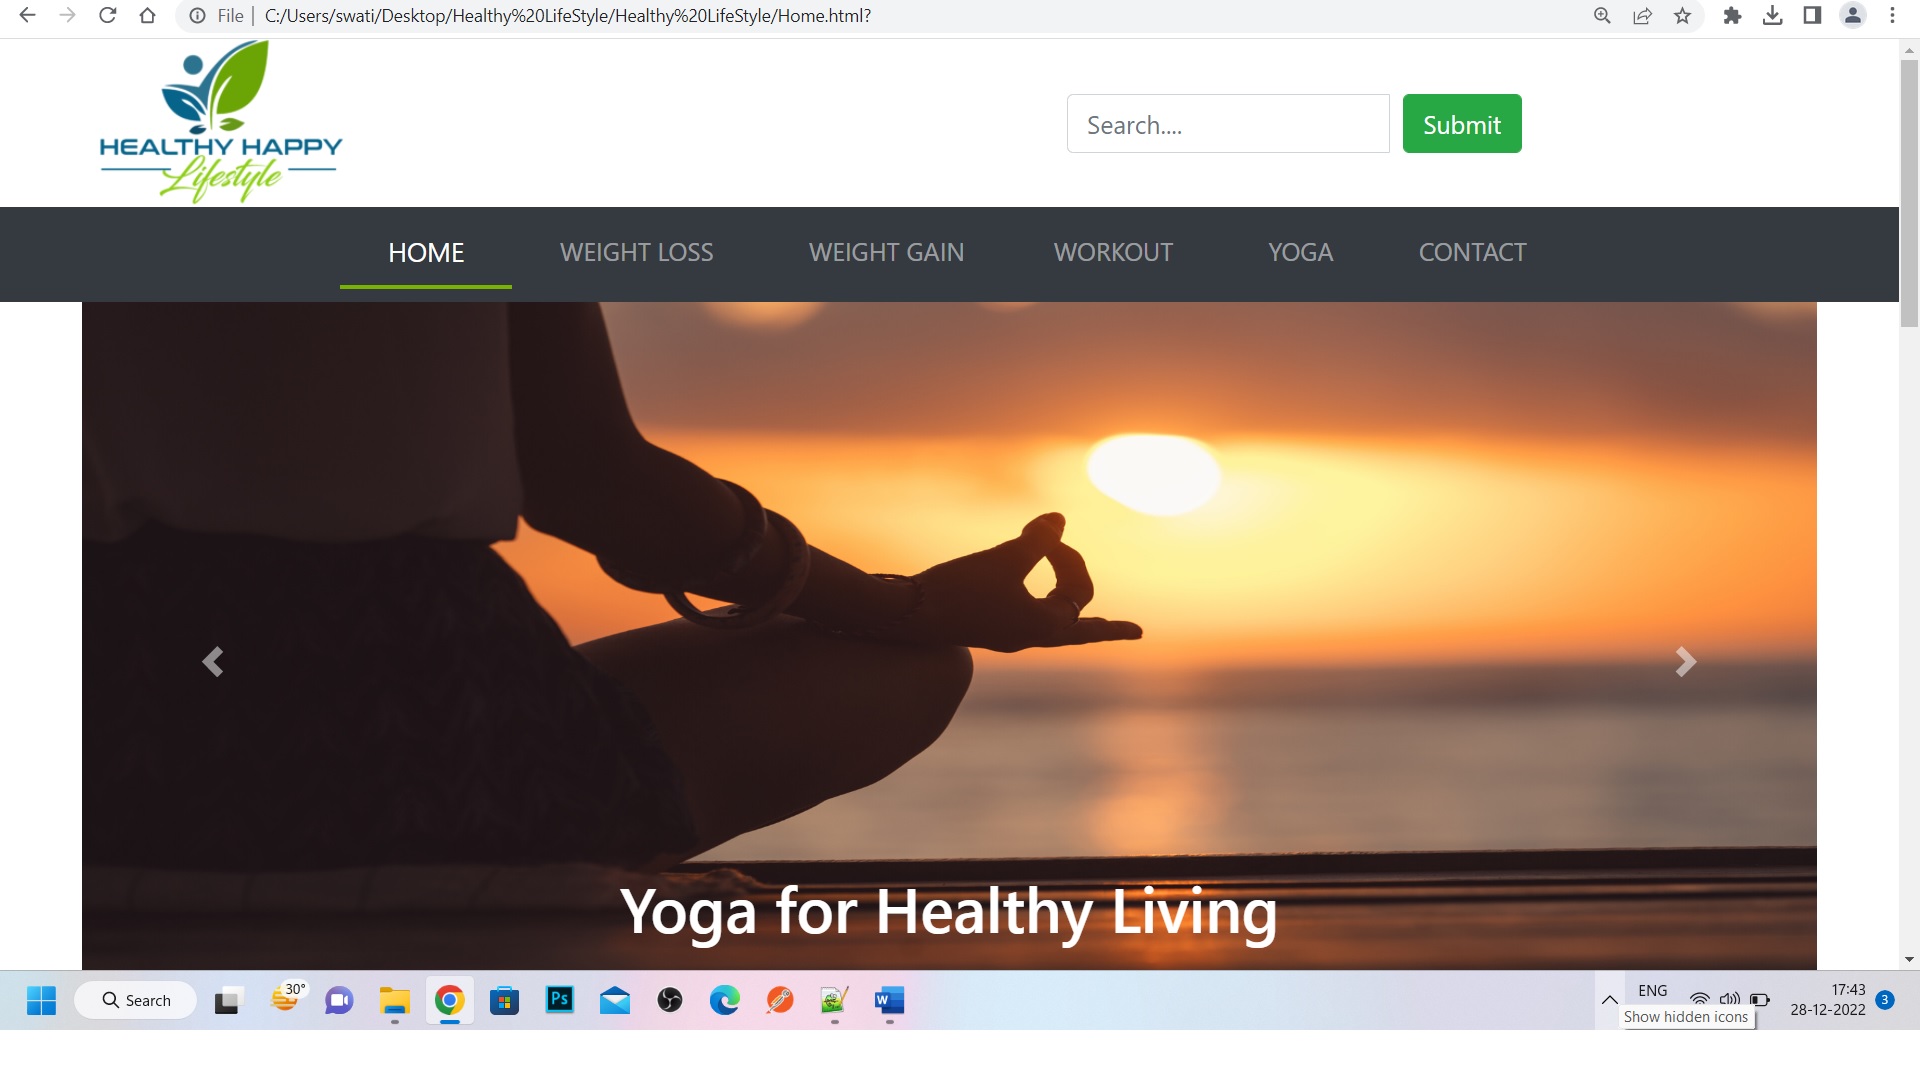 File | C:/Users/swati/Desktop/Healthy%20LifeStyle/Healthy%20LifeStyle/Home.html?
HEALTHY HAPPY
Lifestyle
Search....
Submit
HOME WEIGHT LOSS WEIGHT GAIN WORKOUT YOGA CONTACT
Yoga for Healthy Living
Search
30°
Ps
W
ENG
17:43
28-12-2022
3
Show hidden icons